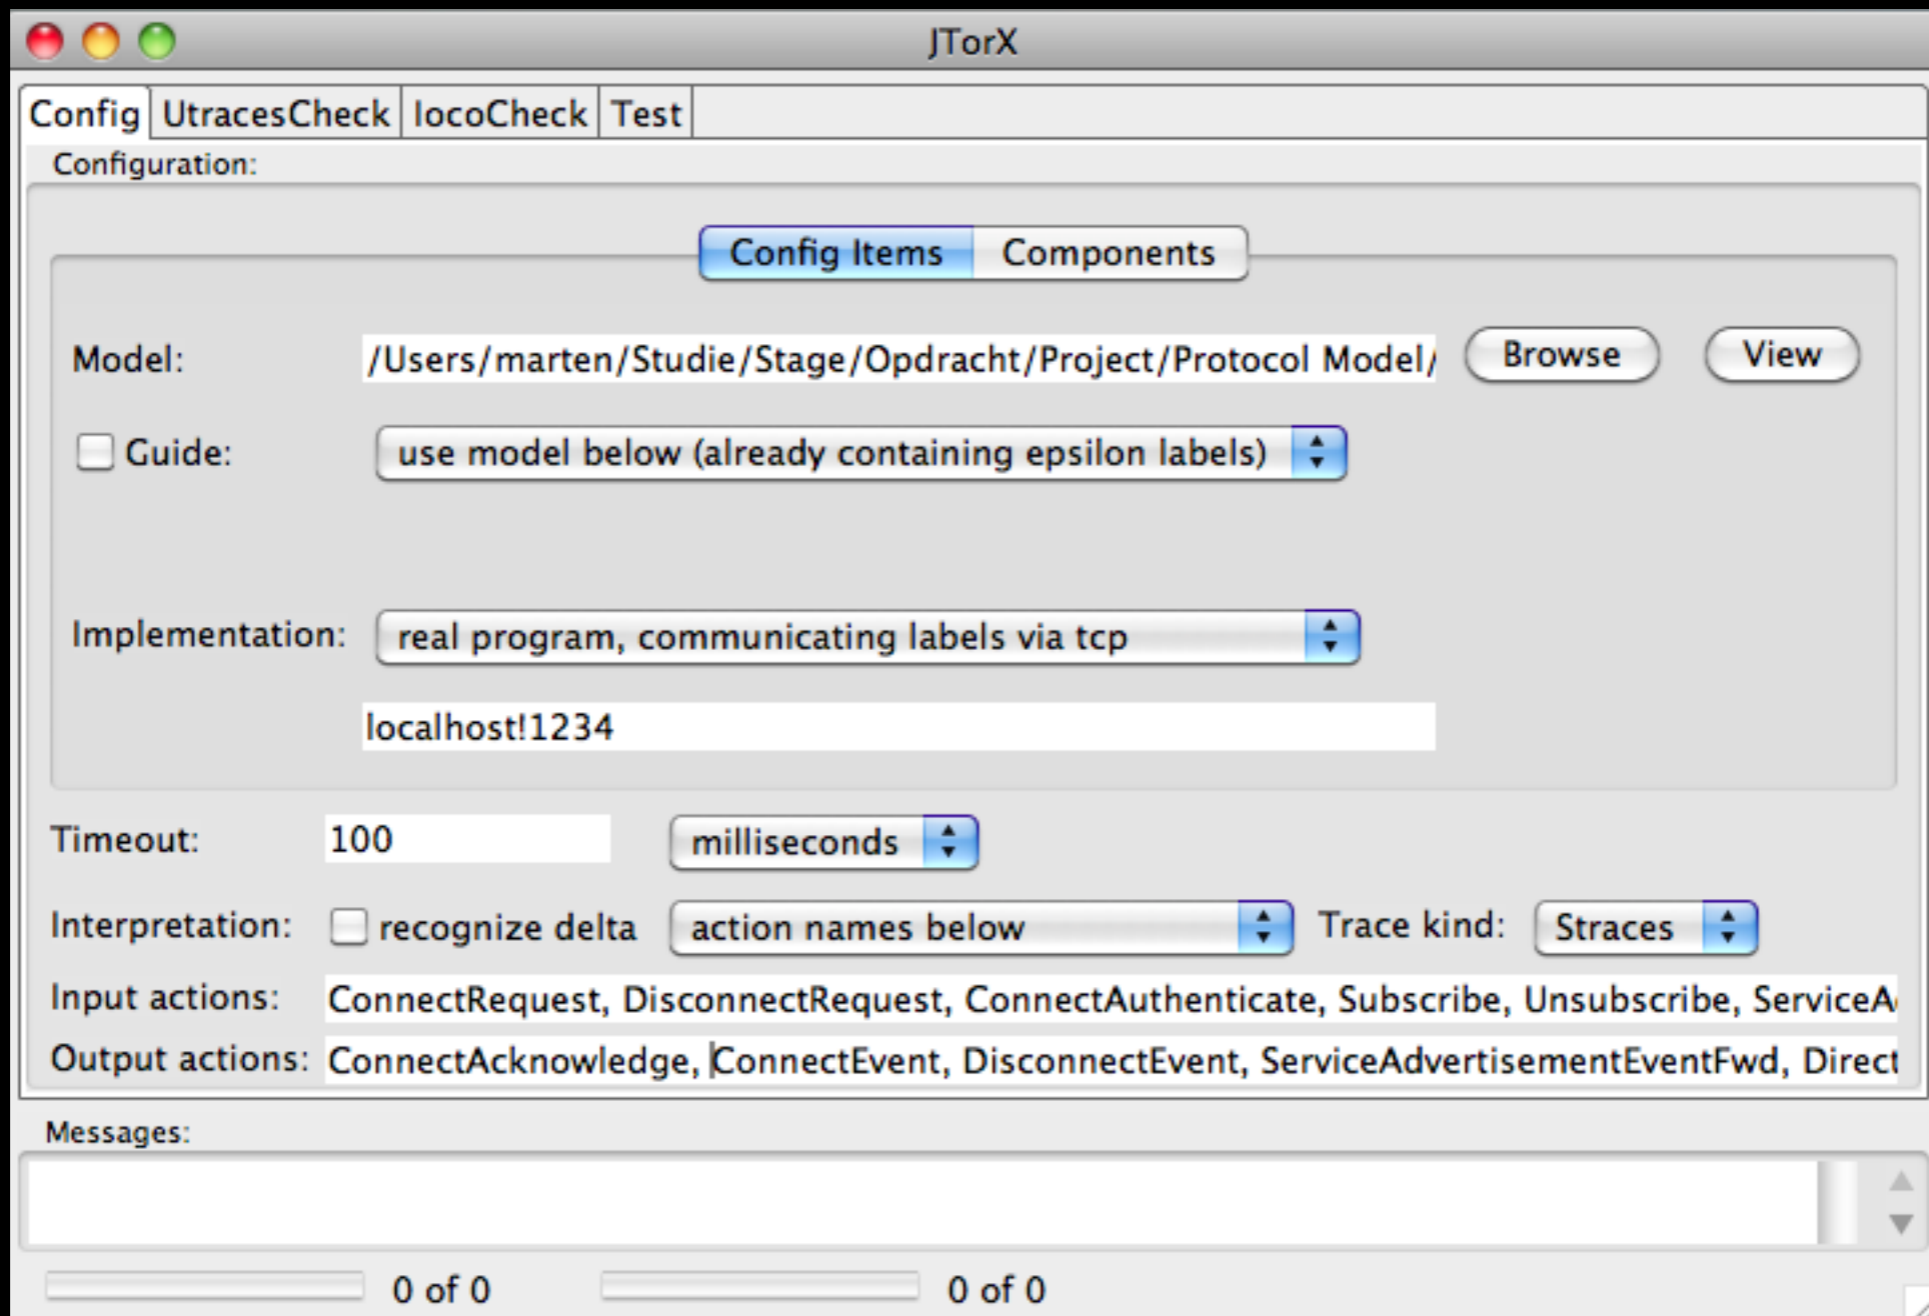 JTorX
Config UtracesCheck IocoCheck Test
Configuration:
Config Items Components
Model: /Users/marten/Studie/Stage/Opdracht/Project/Protocol Model/ Browse View
Guide: use model below (already containing epsilon labels)
Implementation: real program, communicating labels via tcp
localhost!1234
Timeout: 100 milliseconds
Interpretation: recognize delta action names below Trace kind: Straces
Input actions: ConnectRequest, DisconnectRequest, ConnectAuthenticate, Subscribe, Unsubscribe, ServiceA
Output actions: ConnectAcknowledge, ConnectEvent, DisconnectEvent, ServiceAdvertisementEventFwd, Direct
Messages:
0 of 0 0 of 0